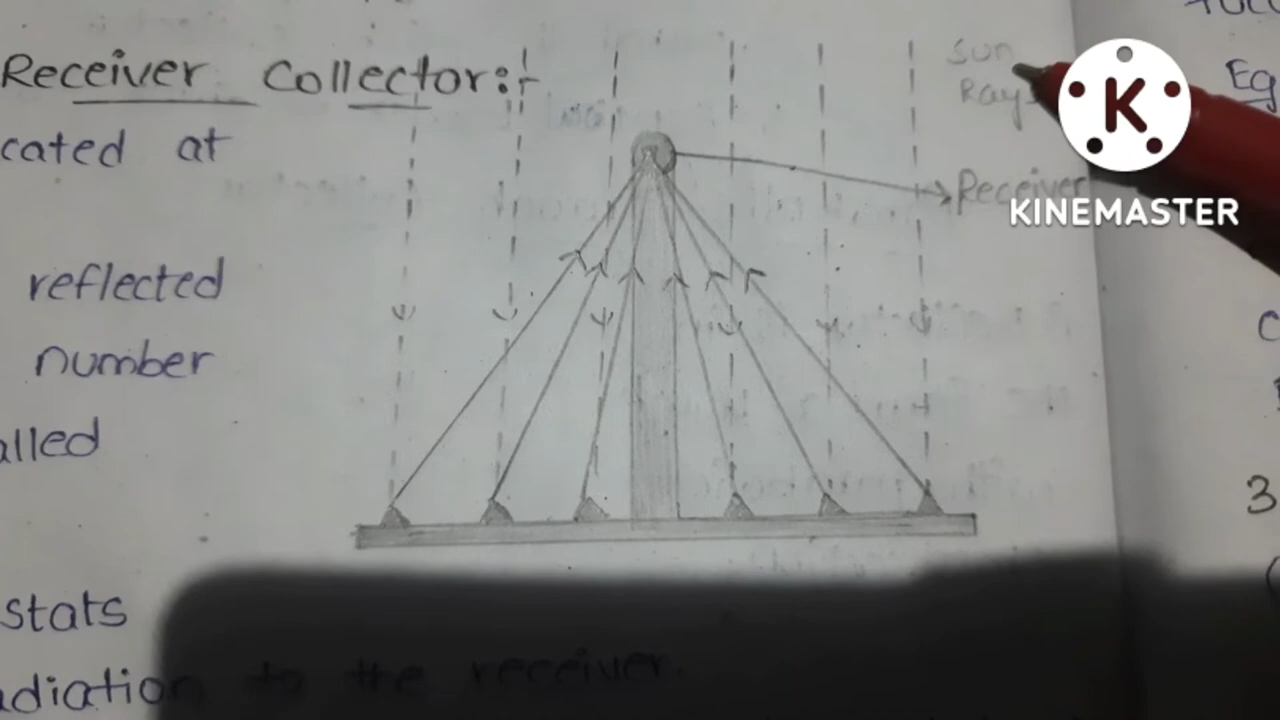 Receiver Collector:-
cated at
reflected
number
alled
stats
adiation to the receiver.
Sun
Rays
Receiver
K
KINEMASTER
Eg
3